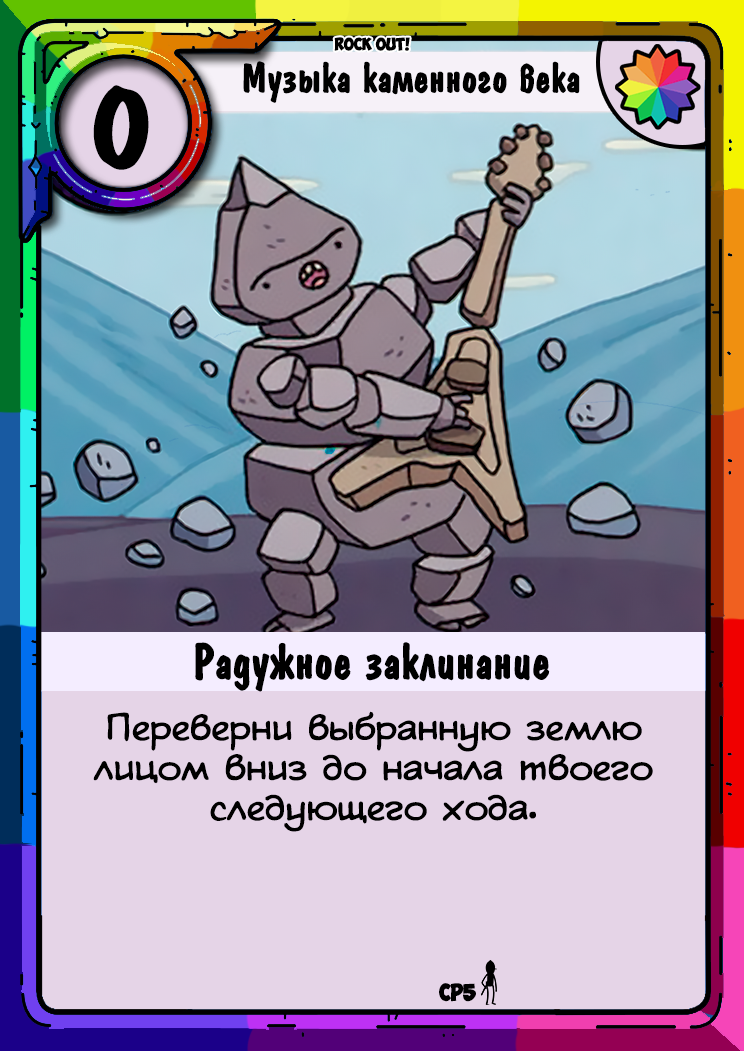 ROCK OUT!
Музыка каменного века
0
Радужное заклинание
Переверни выбранную землю
лицом вниз до начала твоего
следующего хода.
CP5